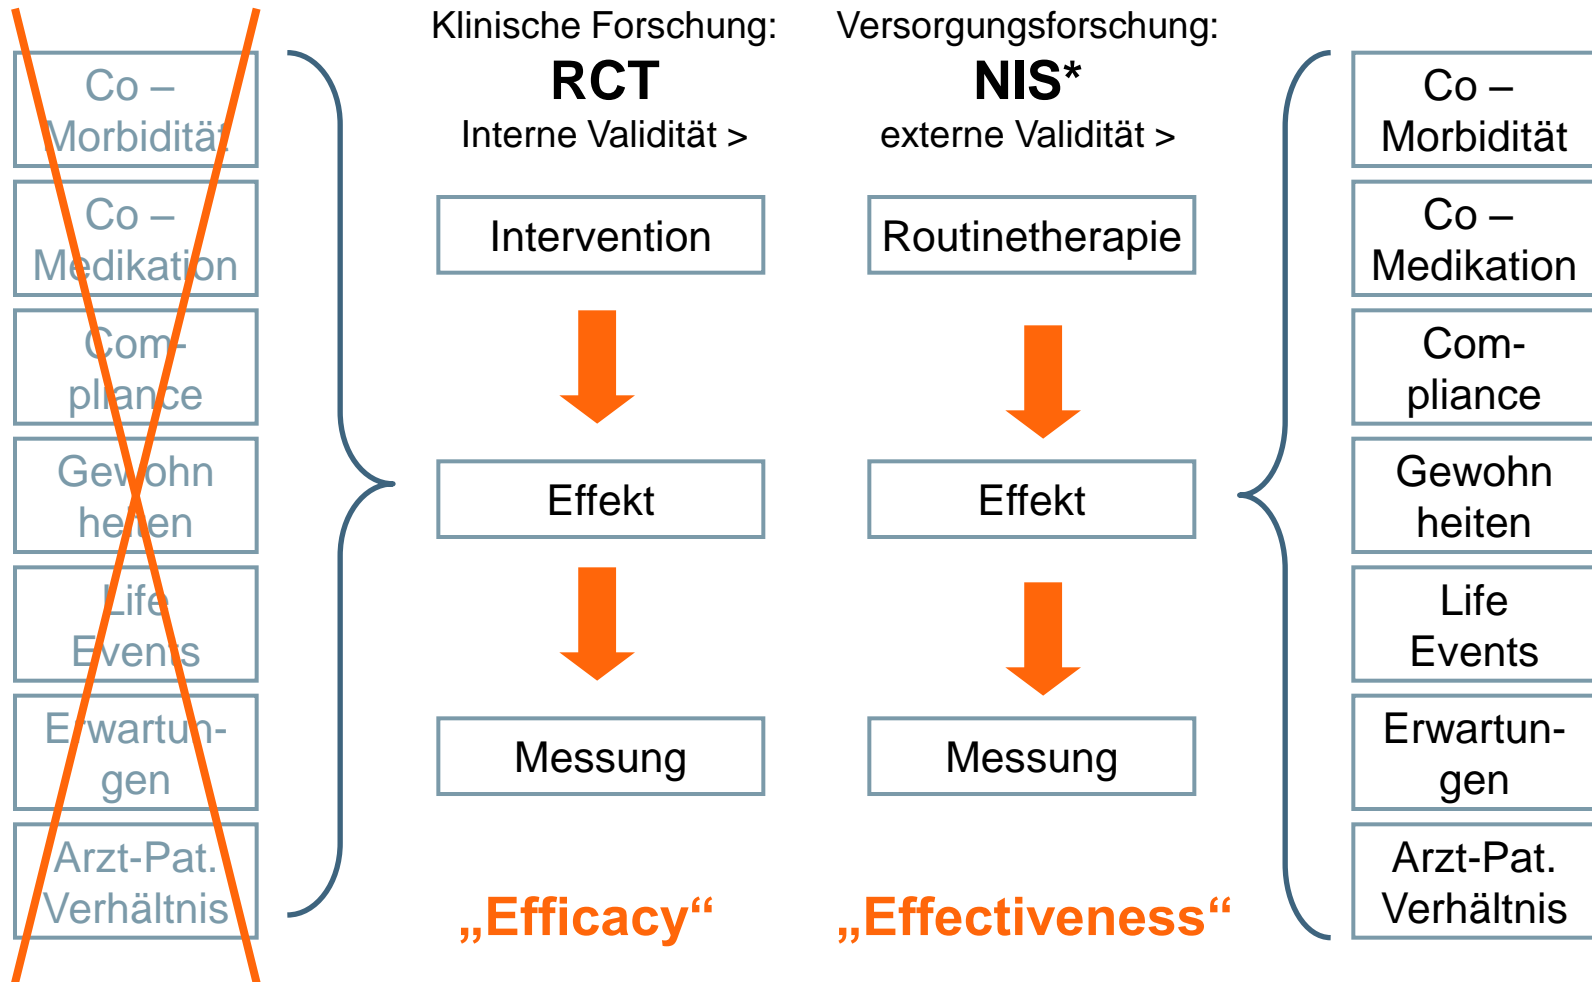 Co –
Morbidität
Co –
Medikation
Com-
pliance
Gewohn
heiten
Life
Events
Erwartun-
gen
Arzt-Pat.
Verhältnis
Klinische Forschung:
RCT
Interne Validität >
Intervention
Effekt
Messung
„Efficacy“
Versorgungsforschung:
NIS*
externe Validität >
Routinetherapie
Effekt
Messung
„Effectiveness“
Co –
Morbidität
Co –
Medikation
Com-
pliance
Gewohn
heiten
Life
Events
Erwartun-
gen
Arzt-Pat.
Verhältnis